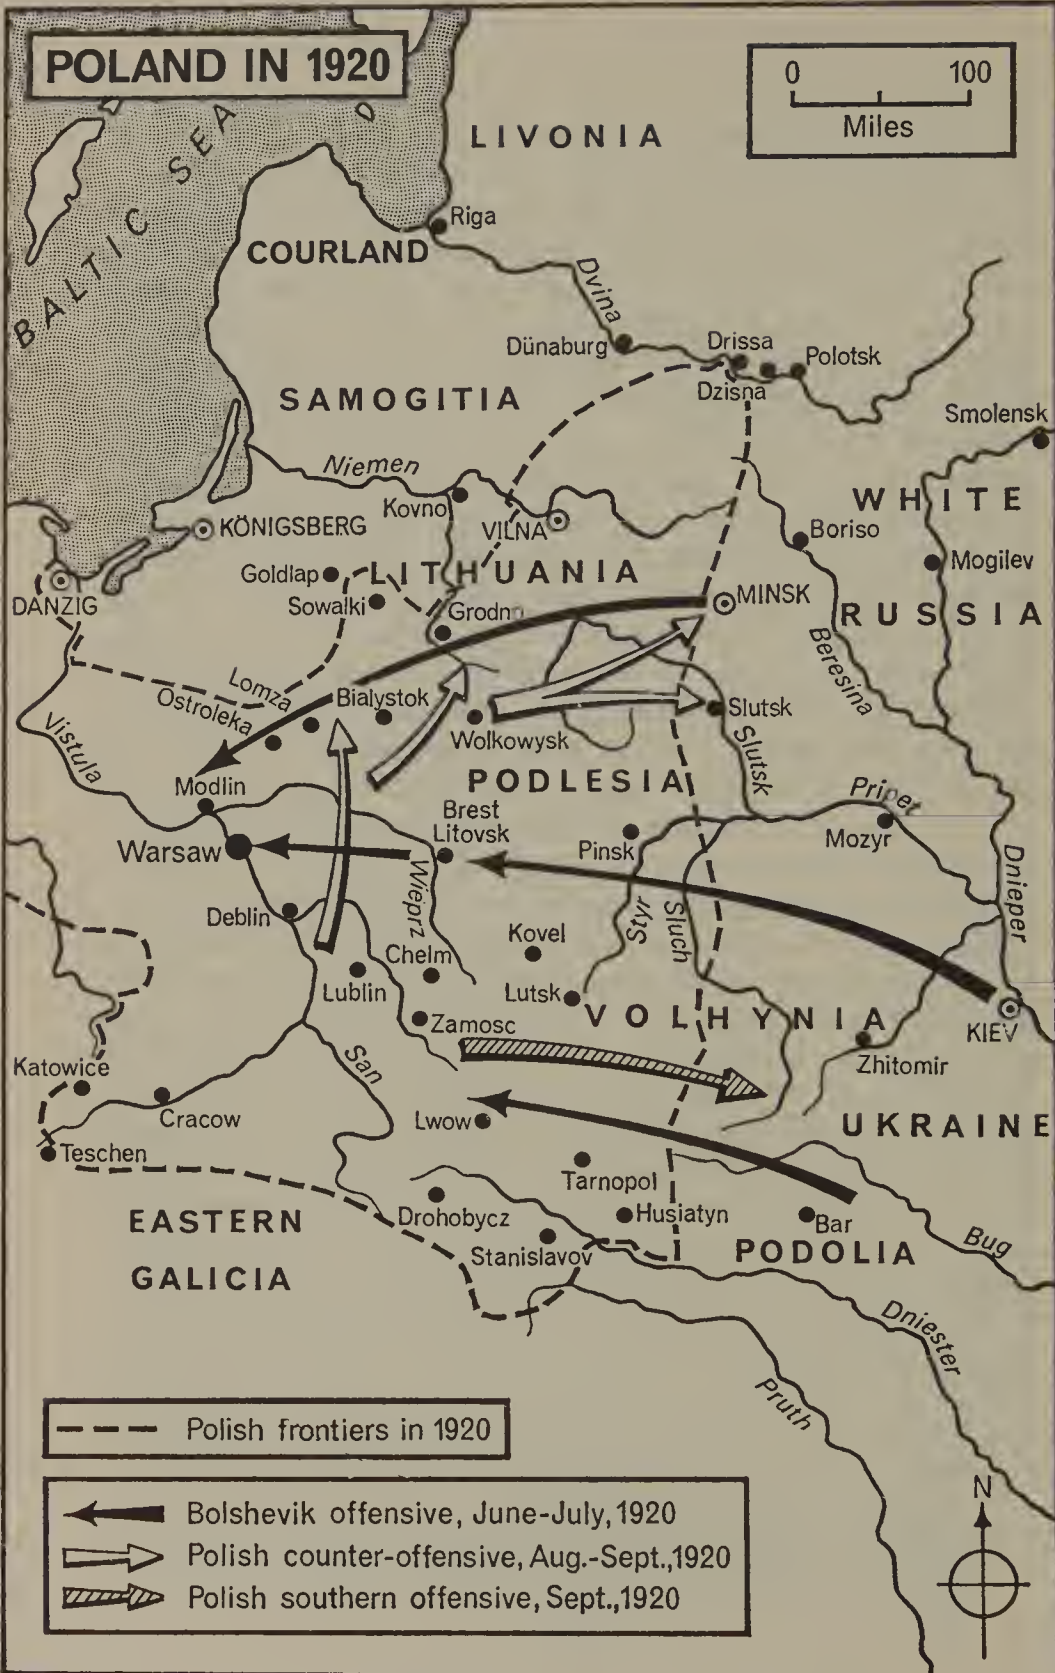 POLAND IN 1920
0 100
Miles
BALTIC SEA
D
LIVONIA
Riga
COURLAND
Dvina
Dünaburg
Drissa
Polotsk
Dzisna
SAMOGITIA
Smolensk
Niemen
Kovno
VILNA
WHITE
KÖNIGSBERG
Boriso
Mogilev
Goldlap
LITHUANIA
DANZIG
Sowalki
Grodno
MINSK
RUSSIA
Beresina
Lomza
Ostroleka
Bialystok
Vistula
Wolkowysk
Slutsk
Slutsk
Modlin
PODLESIA
Pripet
Brest
Litovsk
Mozyr
Warsaw
Pinsk
Wieprz
Dnieper
Deblin
Styr
Sluch
Kovel
Chelm
Lublin
Lutsk
VOLHYNIA
KIEV
Zamosc
Zhitomir
Katowice
San
Cracow
Lwow
UKRAINE
Teschen
Tarnopol
EASTERN
GALICIA
Drohobycz
Husiatyn
Bar
Stanislavov
PODOLIA
Bug
Dniester
Pruth
Polish frontiers in 1920
N
Bolshevik offensive, June-July, 1920
Polish counter-offensive, Aug.-Sept., 1920
Polish southern offensive, Sept., 1920